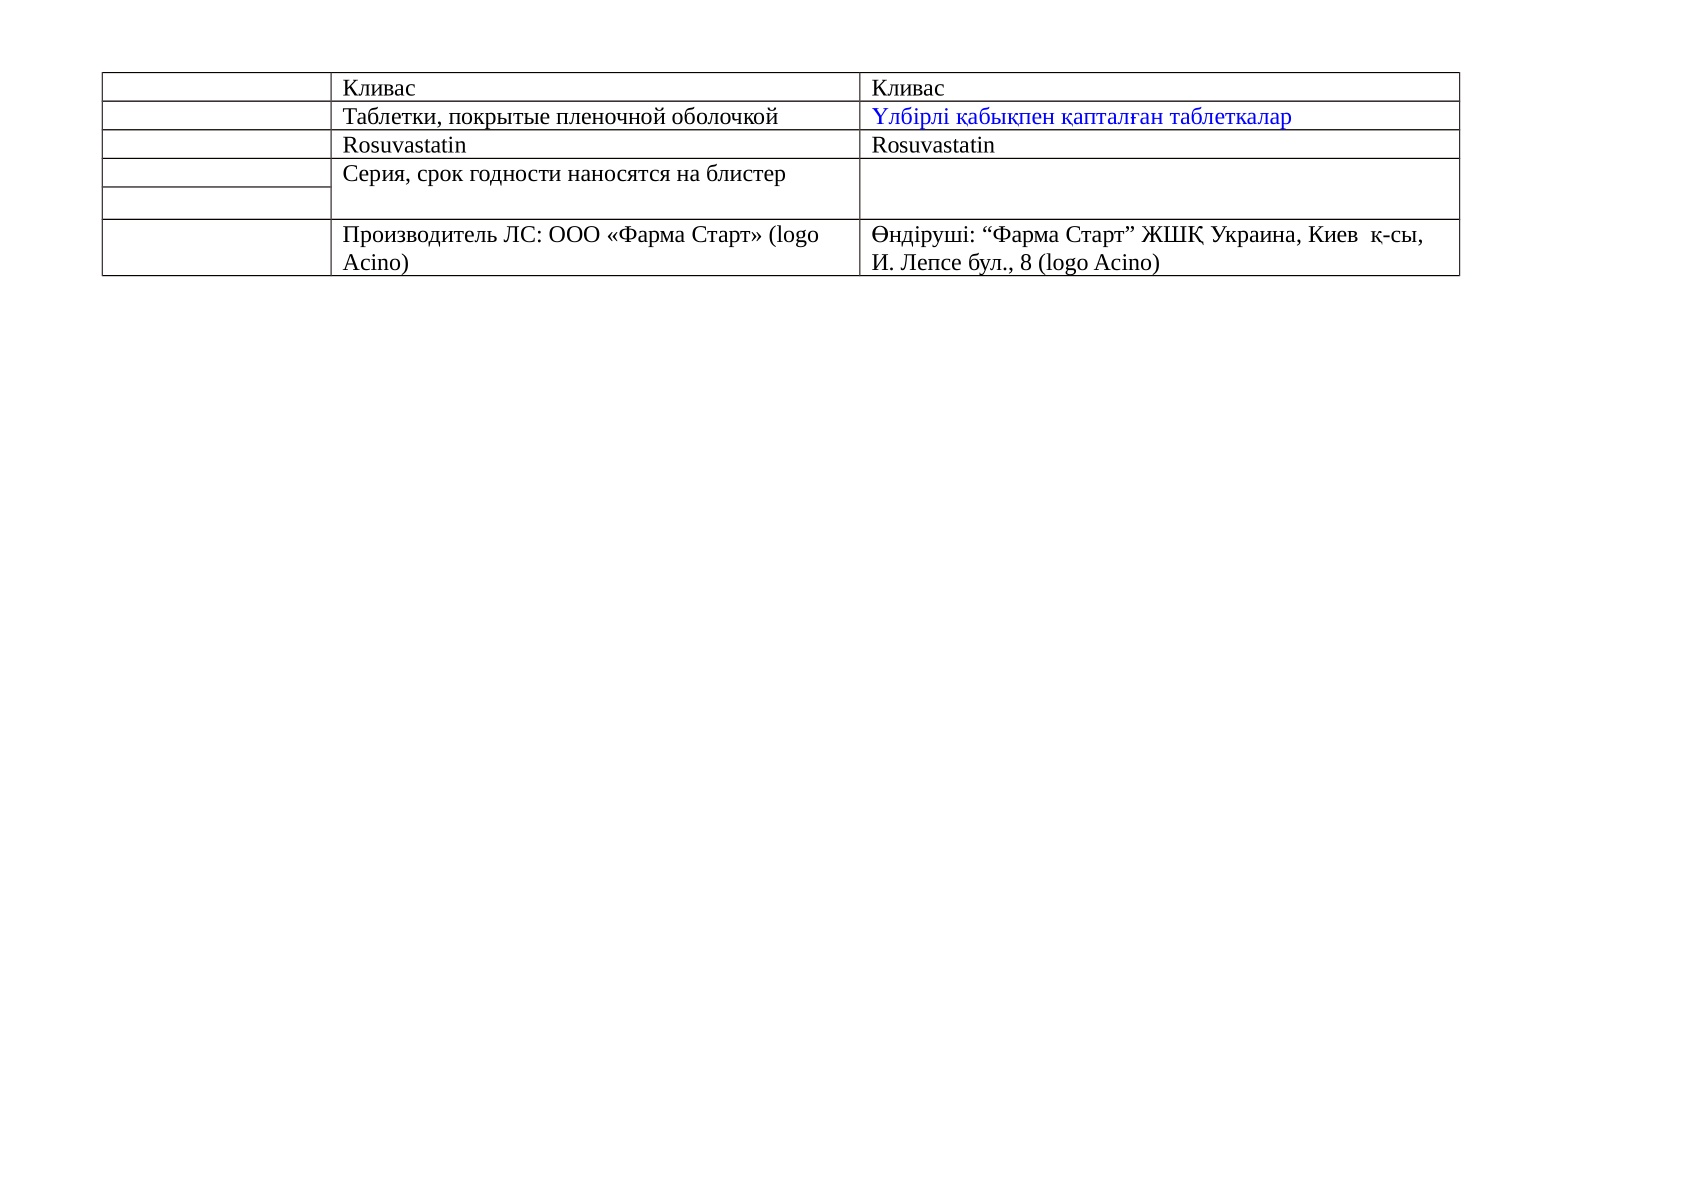 Кливас
Кливас
Таблетки, покрытые пленочной оболочкой
Үлбірлі қабықпен қапталған таблеткалар
Rosuvastatin
Rosuvastatin
Серия, срок годности наносятся на блистер
Производитель ЛС: ООО «Фарма Старт» (logo
Acino)
Өндіруші: “Фарма Старт” ЖШҚ Украина, Киев  қ-сы,
И. Лепсе бул., 8 (logo Acino)